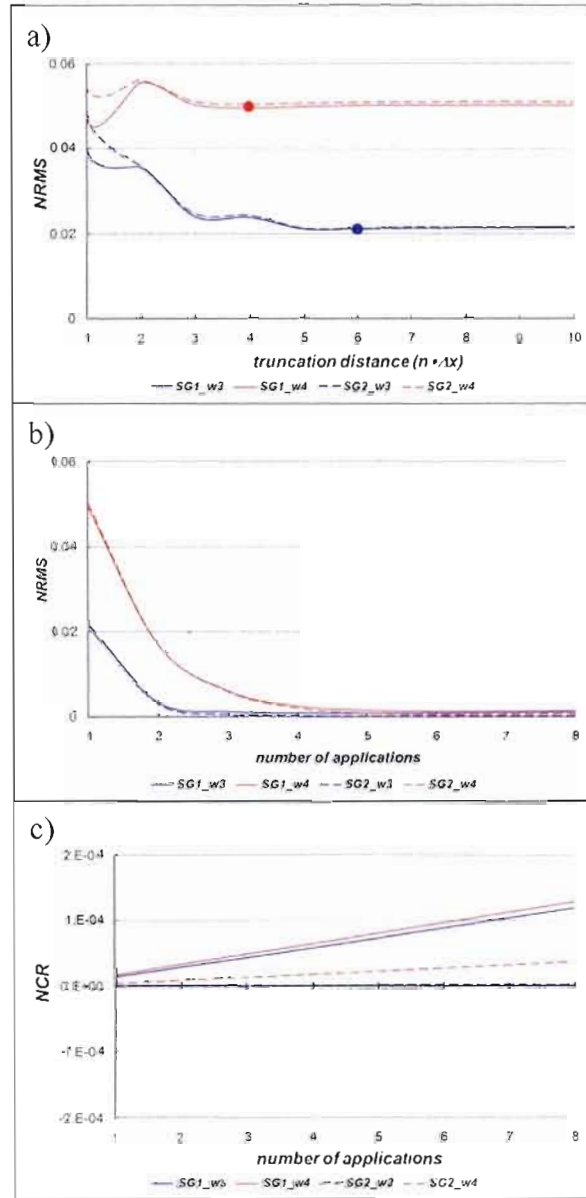 a)
0.06
0.04
0.02
0
NRMS
1 2 3 4 5 6 7 8 9 10
truncation distance (n•Δx)
SG1_w3 SG1_w4 SG2_w3 SG2_w4
b)
0.06
0.04
0.02
0
NRMS
1 2 3 4 5 6 7 8
number of applications
SG1_w3 SG1_w4 SG2_w3 SG2_w4
c)
2.E-04
1.E-04
0.E+00
-1.E-04
-2.E-04
NCR
1 2 3 4 5 6 7 8
number of applications
SG1_w3 SG1_w4 SG2_w3 SG2_w4